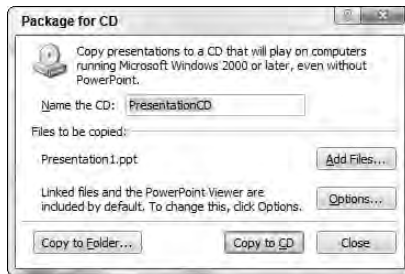 Package for CD
Copy presentations to a CD that will play on computers
running Microsoft Windows 2000 or later, even without
PowerPoint.
Name the CD: PresentationCD
Files to be copied:
Presentation1.ppt
Add Files...
Linked files and the PowerPoint Viewer are
included by default. To change this, click Options.
Options...
Copy to Folder... Copy to CD Close